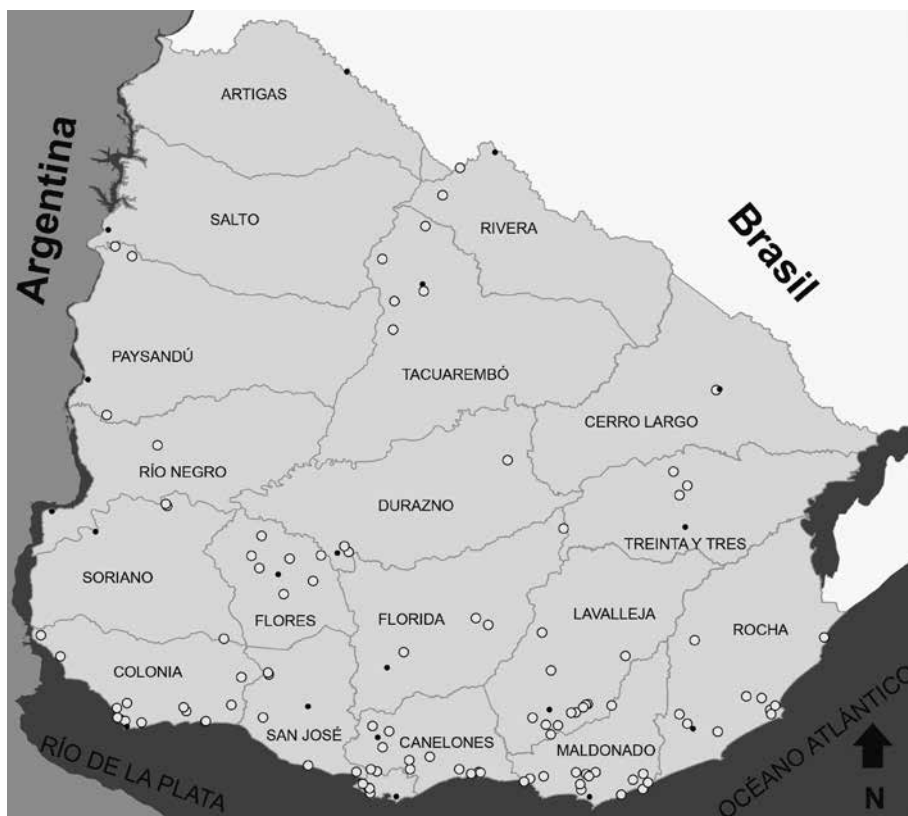 ARTIGAS
Argentina
SALTO
RIVERA
Brasil
PAYSANDÚ
TACUAREMBÓ
CERRO LARGO
RÍO NEGRO
DURAZNO
TREINTA Y TRES
SORIANO
FLORES
FLORIDA
LAVALLEJA
ROCHA
COLONIA
SAN JOSÉ
CANELONES
MALDONADO
RÍO DE LA PLATA
OCÉANO ATLÁNTICO
N